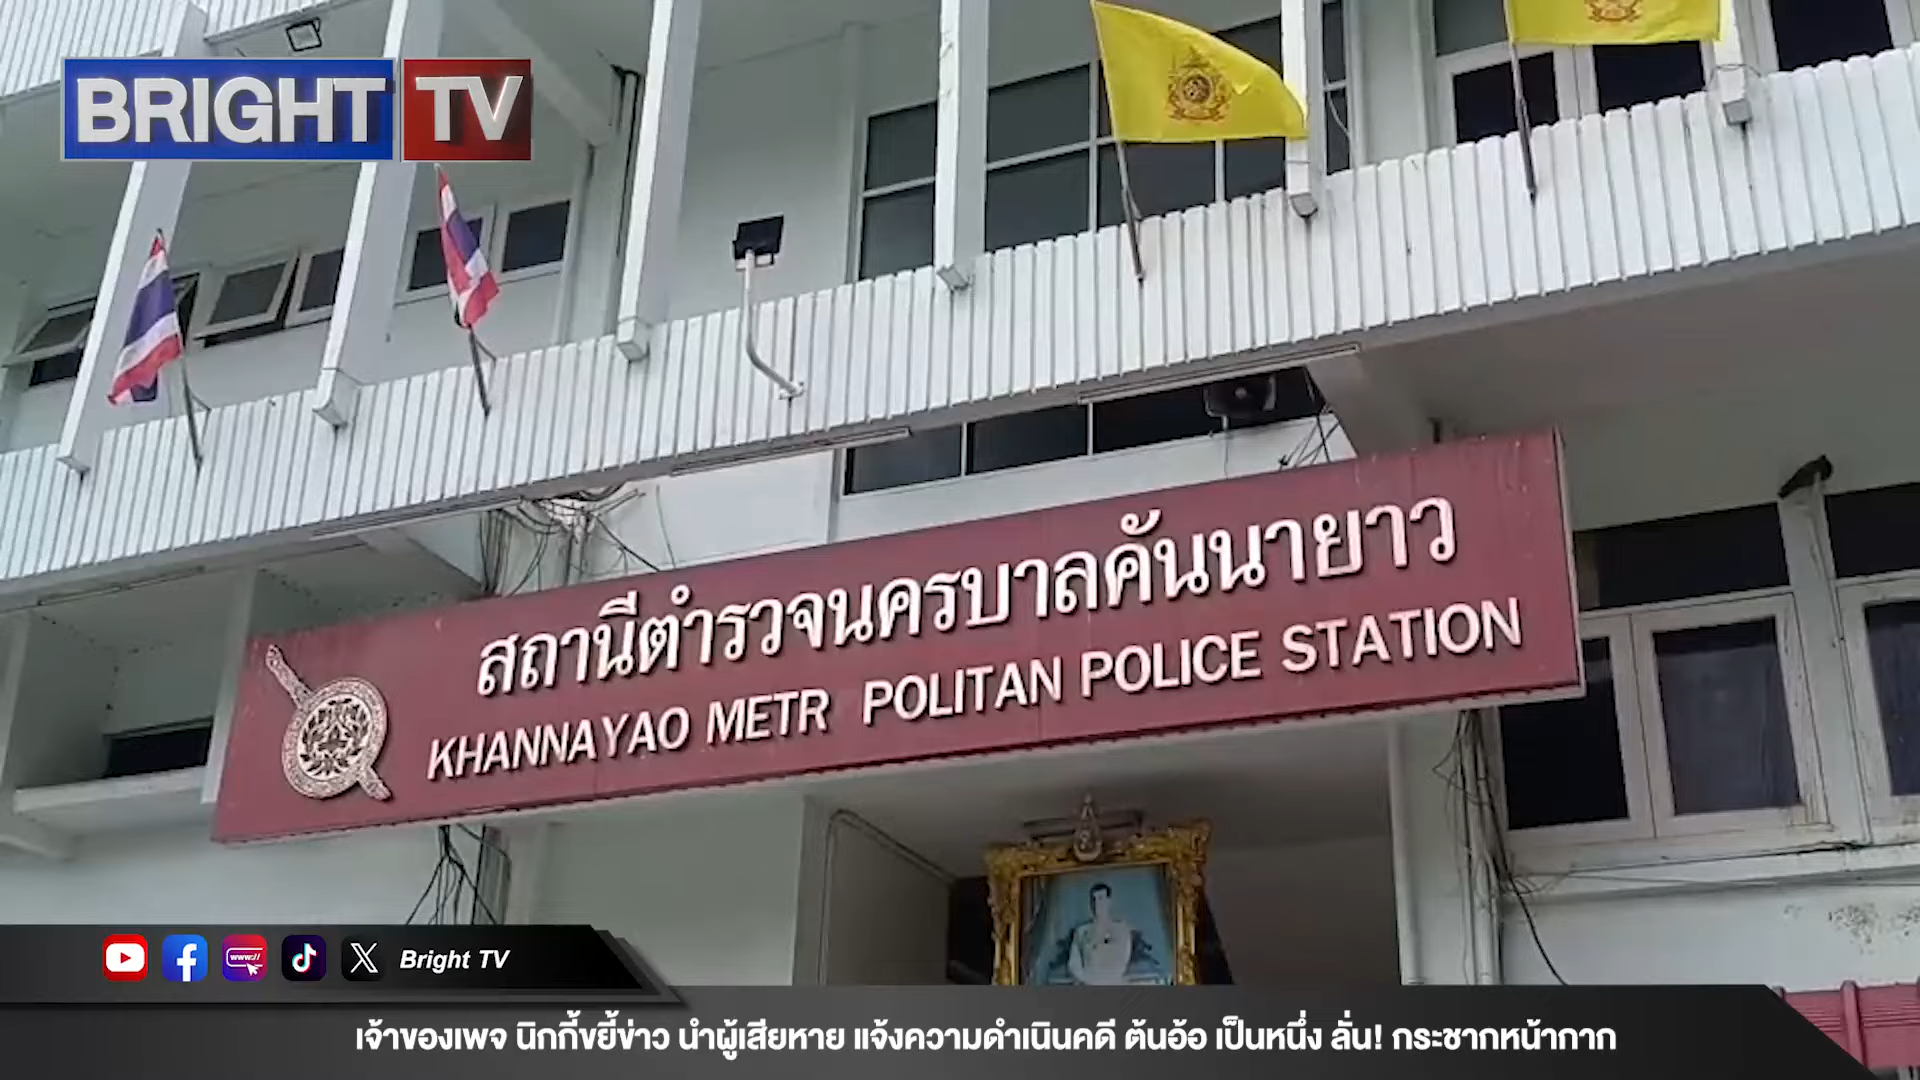 BRIGHT TV
สถานีตำรวจนครบาลคันนายาว
KHANNAYAO METR POLITAN POLICE STATION
www://
Bright TV
เจ้าของเพจ นิกกี้ขยี้ข่าว นำผู้เสียหาย แจ้งความดำเนินคดี ต้นอ้อ เป็นหนึ่ง ลั่น! กระชากหน้ากาก